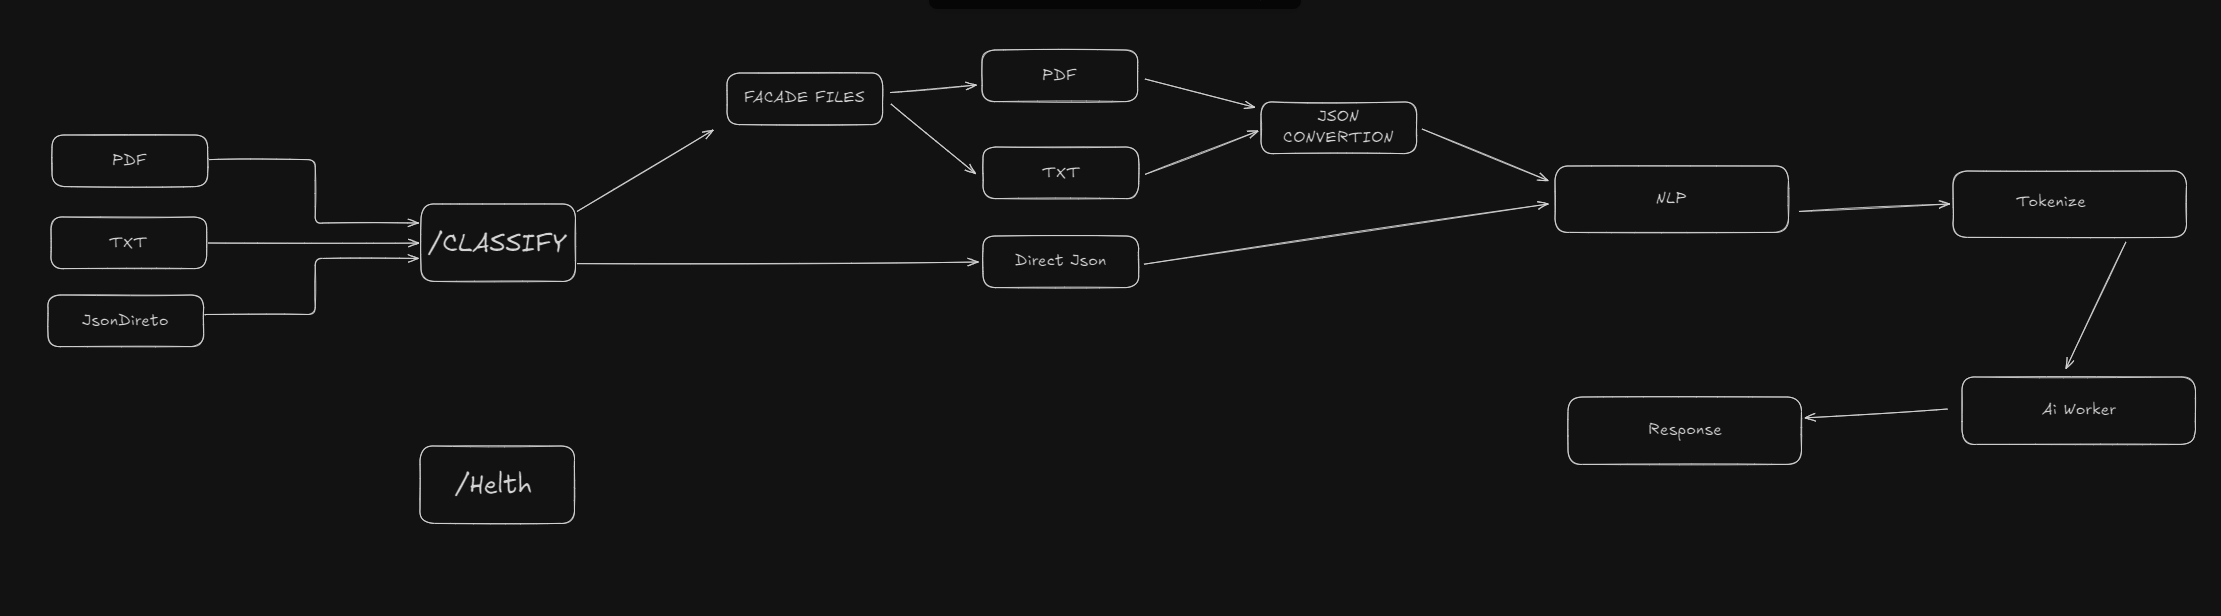 PDF
TXT
JsonDireto
/CLASSIFY
/Helth
FACADE FILES
PDF
TXT
Direct Json
JSON
CONVERTION
NLP
Tokenize
Ai Worker
Response